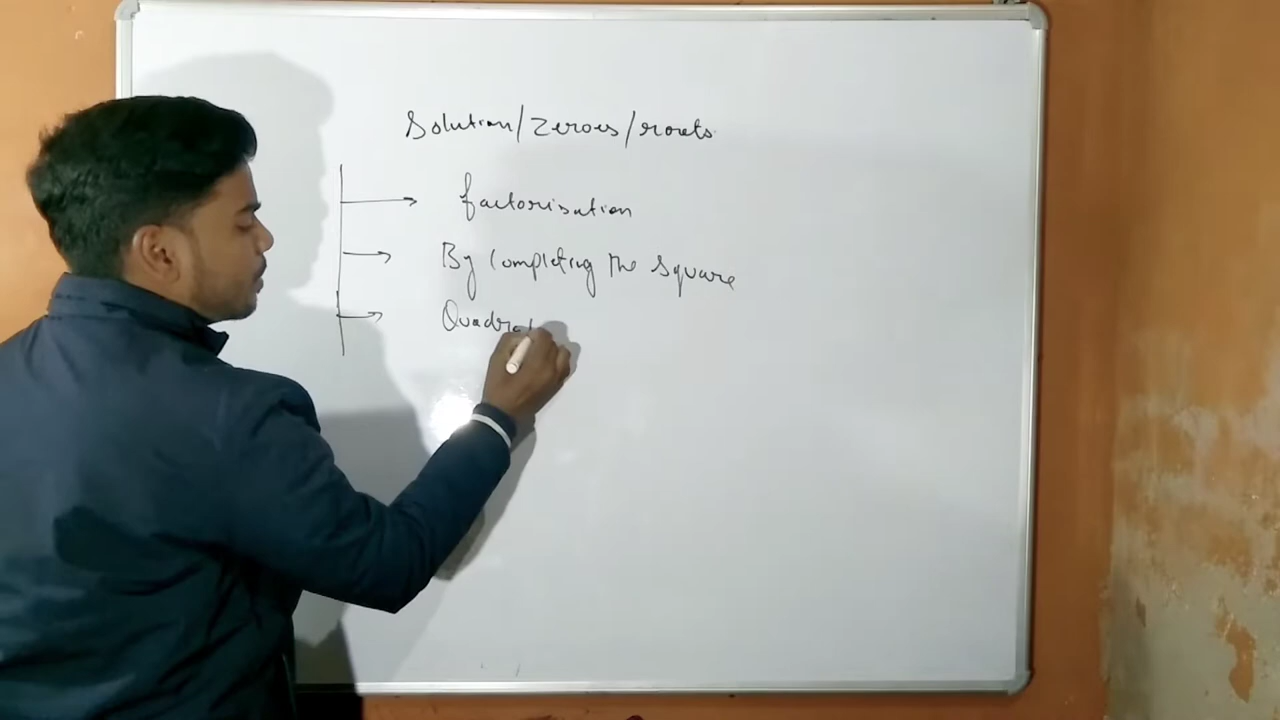 Solution/Zeroes/roots
factorisation
By Completing the Square
Quadrat